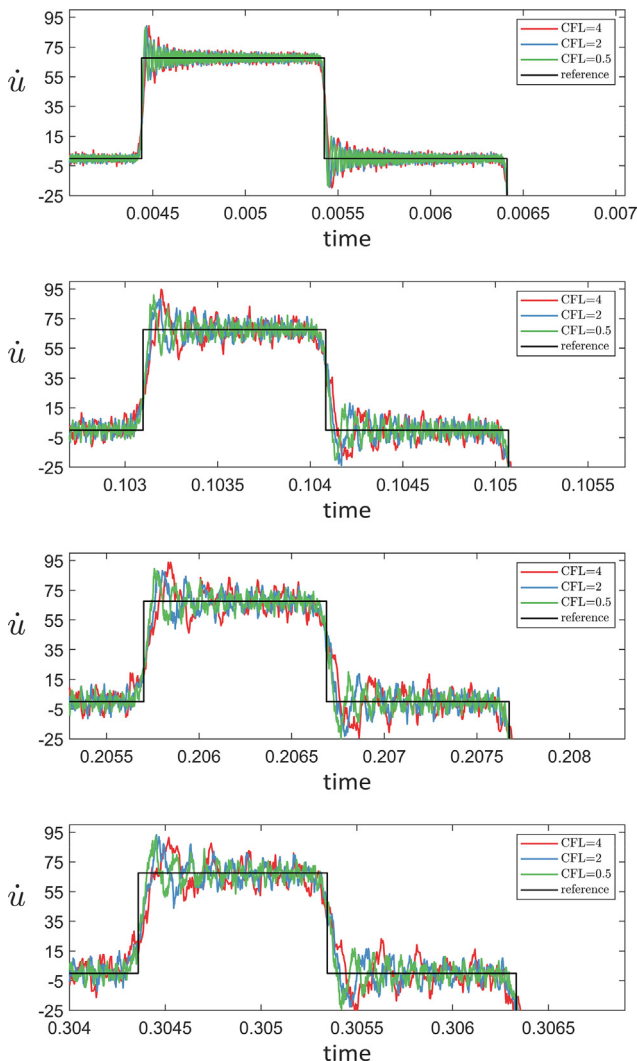 95
75
55
35
15
-5
-25
u̇
CFL=4
CFL=2
CFL=0.5
reference
0.0045 0.005 0.0055 0.006 0.0065 0.007
time
95
75
55
35
15
-5
-25
u̇
CFL=4
CFL=2
CFL=0.5
reference
0.103 0.1035 0.104 0.1045 0.105 0.1055
time
95
75
55
35
15
-5
-25
u̇
CFL=4
CFL=2
CFL=0.5
reference
0.2055 0.206 0.2065 0.207 0.2075 0.208
time
95
75
55
35
15
-5
-25
u̇
CFL=4
CFL=2
CFL=0.5
reference
0.304 0.3045 0.305 0.3055 0.306 0.3065
time